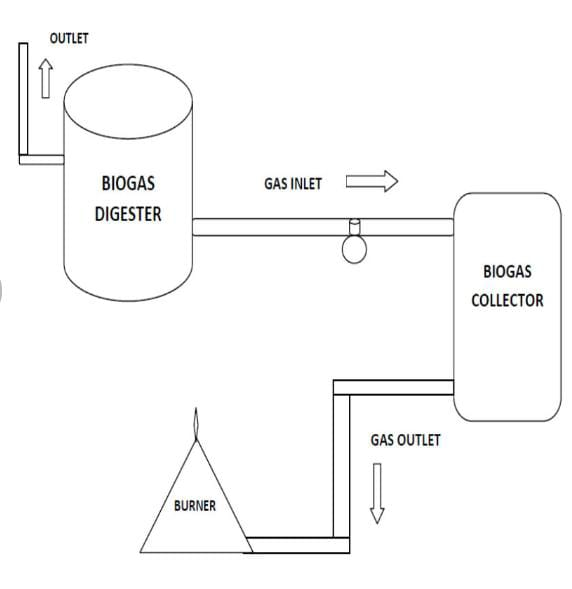 OUTLET
BIOGAS
DIGESTER
GAS INLET
BIOGAS
COLLECTOR
GAS OUTLET
BURNER